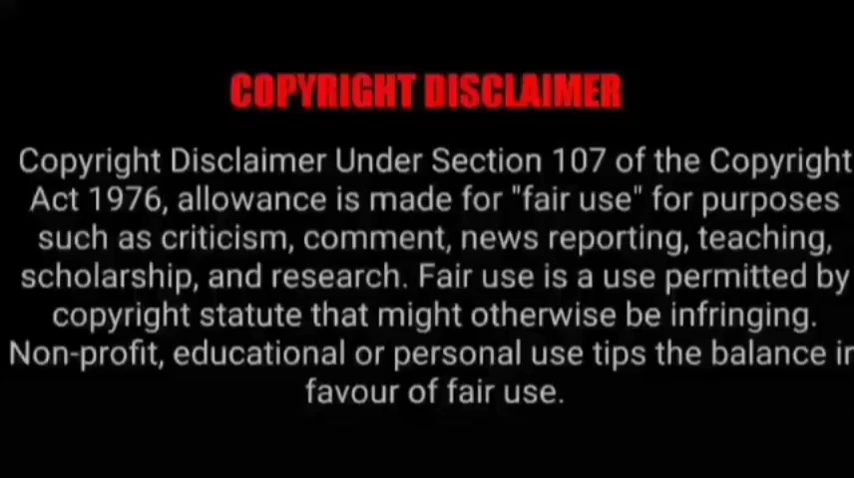 COPYRIGHT DISCLAIMER
Copyright Disclaimer Under Section 107 of the Copyright
Act 1976, allowance is made for "fair use" for purposes
such as criticism, comment, news reporting, teaching,
scholarship, and research. Fair use is a use permitted by
copyright statute that might otherwise be infringing.
Non-profit, educational or personal use tips the balance in
favour of fair use.